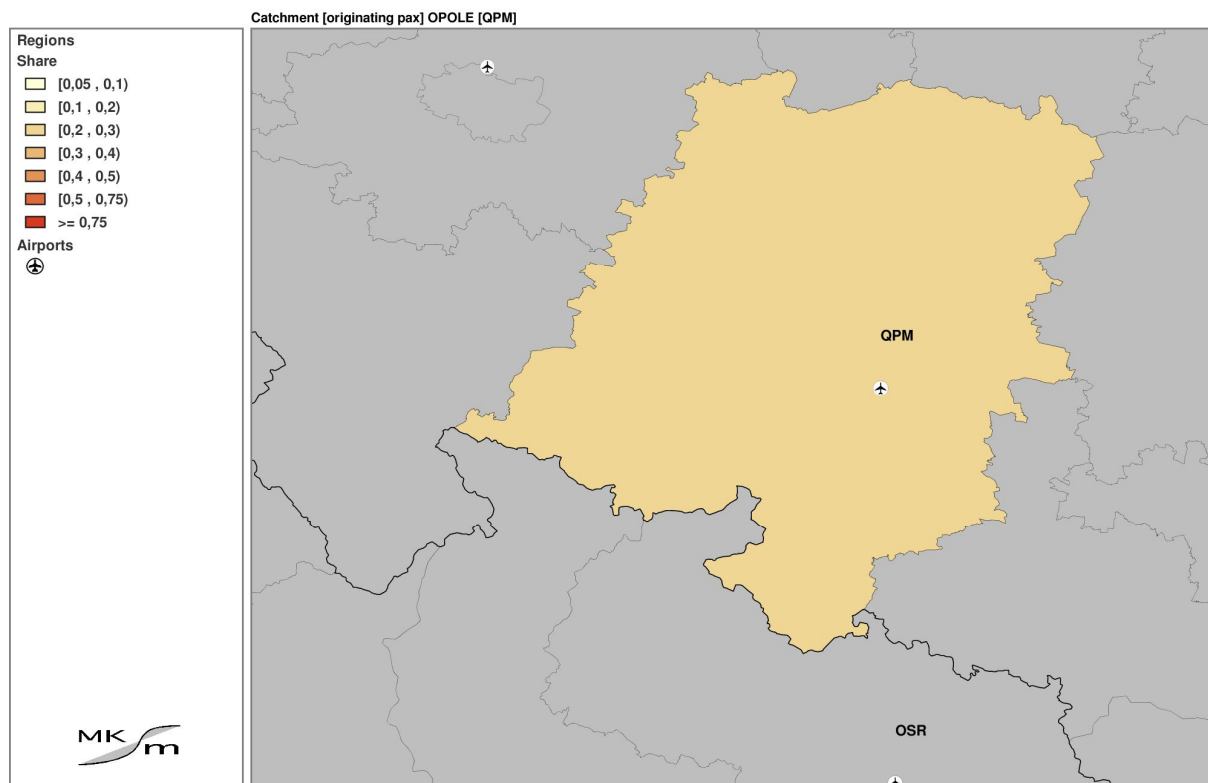 Catchment [originating pax] OPOLE [QPM]
Regions
Share
[0,05 , 0,1)
[0,1 , 0,2)
[0,2 , 0,3)
[0,3 , 0,4)
[0,4 , 0,5)
[0,5 , 0,75)
>= 0,75
Airports
QPM
OSR
MK m